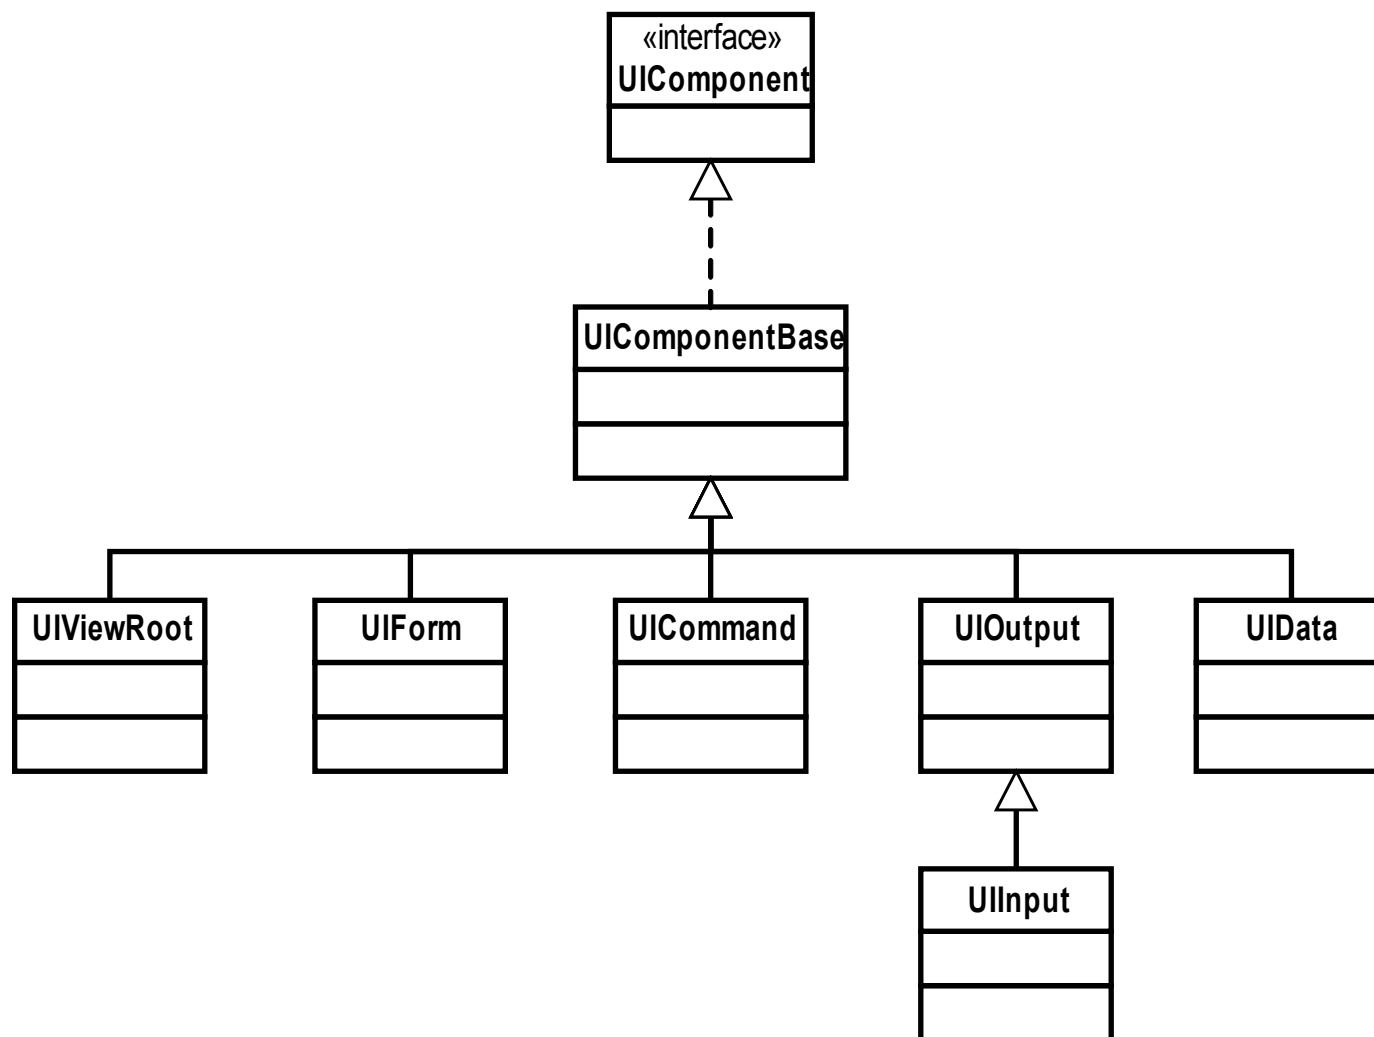 «interface»
UIComponent
UIComponentBase
UIViewRoot
UIForm
UICommand
UIOutput
UIData
UIInput